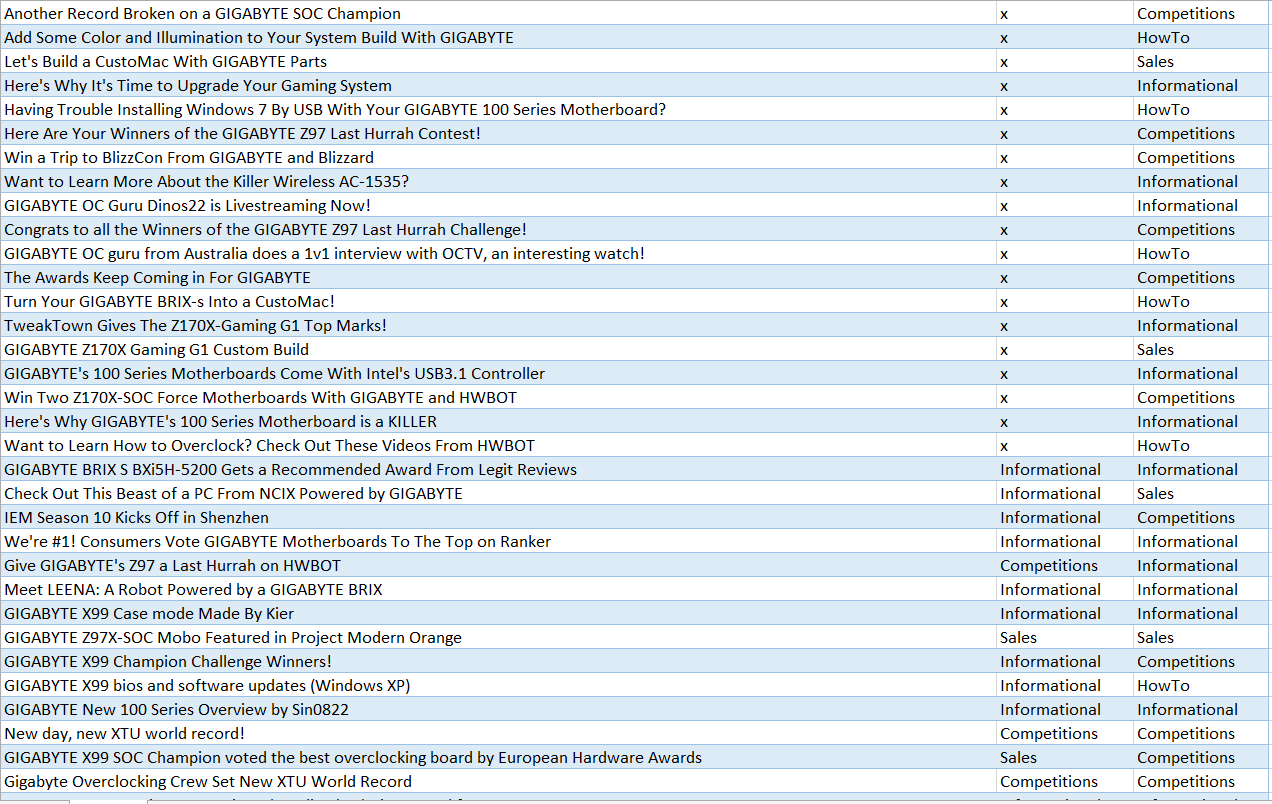 Another Record Broken on a GIGABYTE SOC Champion x Competitions
Add Some Color and Illumination to Your System Build With GIGABYTE x HowTo
Let's Build a CustoMac With GIGABYTE Parts x Sales
Here's Why It's Time to Upgrade Your Gaming System x Informational
Having Trouble Installing Windows 7 By USB With Your GIGABYTE 100 Series Motherboard? x HowTo
Here Are Your Winners of the GIGABYTE Z97 Last Hurrah Contest! x Competitions
Win a Trip to BlizzCon From GIGABYTE and Blizzard x Competitions
Want to Learn More About the Killer Wireless AC-1535? x Informational
GIGABYTE OC Guru Dinos22 is Livestreaming Now! x Informational
Congrats to all the Winners of the GIGABYTE Z97 Last Hurrah Challenge! x Competitions
GIGABYTE OC guru from Australia does a 1v1 interview with OCTV, an interesting watch! x HowTo
The Awards Keep Coming in For GIGABYTE x Competitions
Turn Your GIGABYTE BRIX-s Into a CustoMac! x HowTo
TweakTown Gives The Z170X-Gaming G1 Top Marks! x Informational
GIGABYTE Z170X Gaming G1 Custom Build x Sales
GIGABYTE's 100 Series Motherboards Come With Intel's USB3.1 Controller x Informational
Win Two Z170X-SOC Force Motherboards With GIGABYTE and HWBOT x Competitions
Here's Why GIGABYTE's 100 Series Motherboard is a KILLER x Informational
Want to Learn How to Overclock? Check Out These Videos From HWBOT x HowTo
GIGABYTE BRIX S BXi5H-5200 Gets a Recommended Award From Legit Reviews Informational Informational
Check Out This Beast of a PC From NCIX Powered by GIGABYTE Informational Sales
IEM Season 10 Kicks Off in Shenzhen Informational Competitions
We're #1! Consumers Vote GIGABYTE Motherboards To The Top on Ranker Informational Informational
Give GIGABYTE's Z97 a Last Hurrah on HWBOT Competitions Informational
Meet LEENA: A Robot Powered by a GIGABYTE BRIX Informational Informational
GIGABYTE X99 Case mode Made By Kier Informational Informational
GIGABYTE Z97X-SOC Mobo Featured in Project Modern Orange Sales Sales
GIGABYTE X99 Champion Challenge Winners! Informational Competitions
GIGABYTE X99 bios and software updates (Windows XP) Informational HowTo
GIGABYTE New 100 Series Overview by Sin0822 Informational Informational
New day, new XTU world record! Competitions Competitions
GIGABYTE X99 SOC Champion voted the best overclocking board by European Hardware Awards Sales Competitions
Gigabyte Overclocking Crew Set New XTU World Record Competitions Competitions